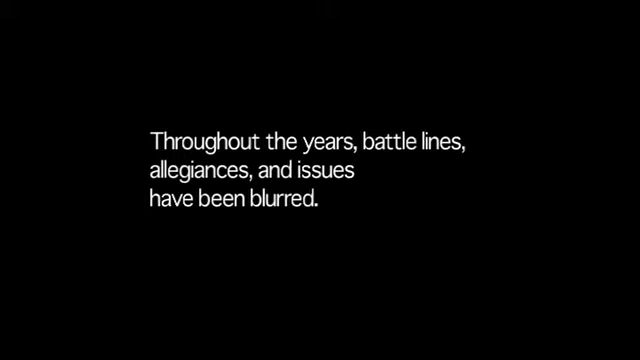 Throughout the years, battle lines,
allegiances, and issues
have been blurred.